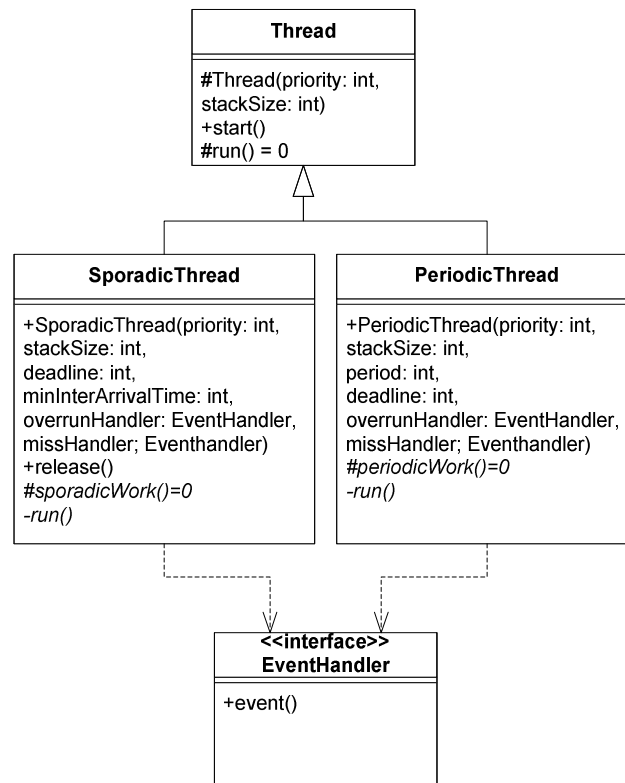 Thread
#Thread(priority: int,
stackSize: int)
+start()
#run() = 0
SporadicThread
+SporadicThread(priority: int,
stackSize: int,
deadline: int,
minInterArrivalTime: int,
overrunHandler: EventHandler,
missHandler; Eventhandler)
+release()
#sporadicWork()=0
-run()
PeriodicThread
+PeriodicThread(priority: int,
stackSize: int,
period: int,
deadline: int,
overrunHandler: EventHandler,
missHandler; Eventhandler)
#periodicWork()=0
-run()
<<interface>>
EventHandler
+event()